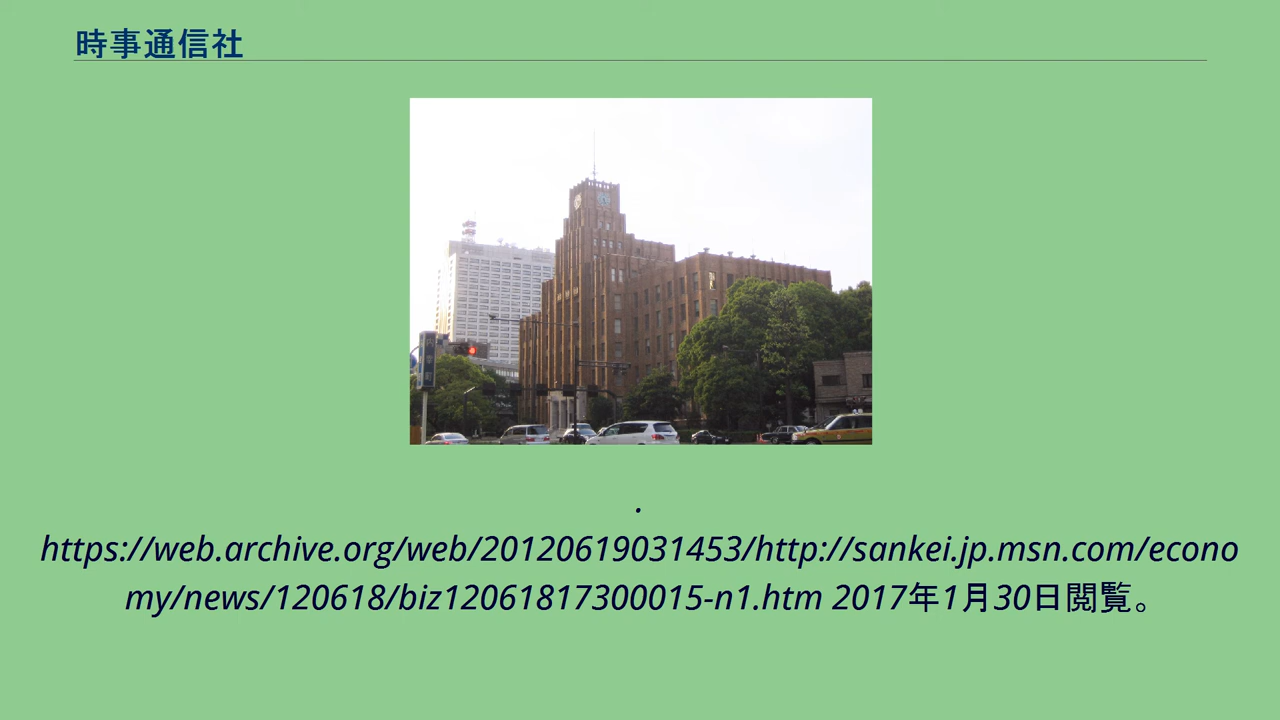 時事通信社
.
https://web.archive.org/web/20120619031453/http://sankei.jp.msn.com/econo
my/news/120618/biz12061817300015-n1.htm 2017年1月30日閲覧。